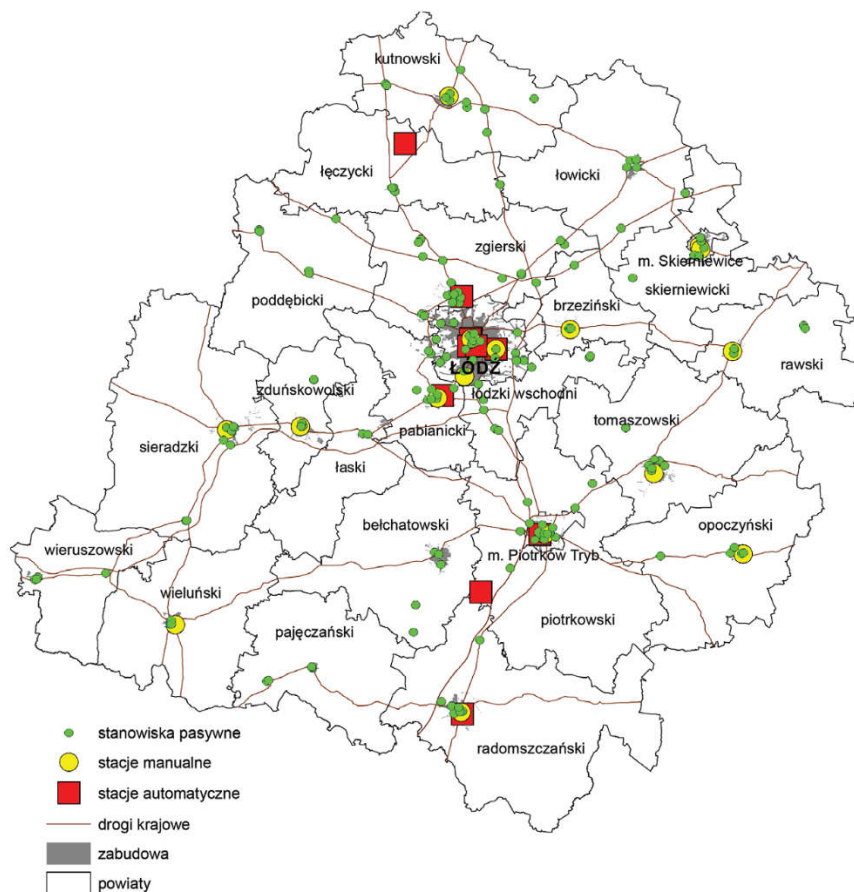 kutnowski
łęczycki
łowicki
zgierski
m. Skierniewice
skierniewicki
poddębicki
brzeziński
rawski
ŁÓDŹ
zduńskowolski
łódzki wschodni
tomaszowski
pabianicki
sieradzki
łaski
bełchatowski
opoczyński
wieruszowski
m. Piotrków Tryb.
wieluński
piotrkowski
pajęczański
radomszczański
stanowiska pasywne
stacje manualne
stacje automatyczne
drogi krajowe
zabudowa
powiaty